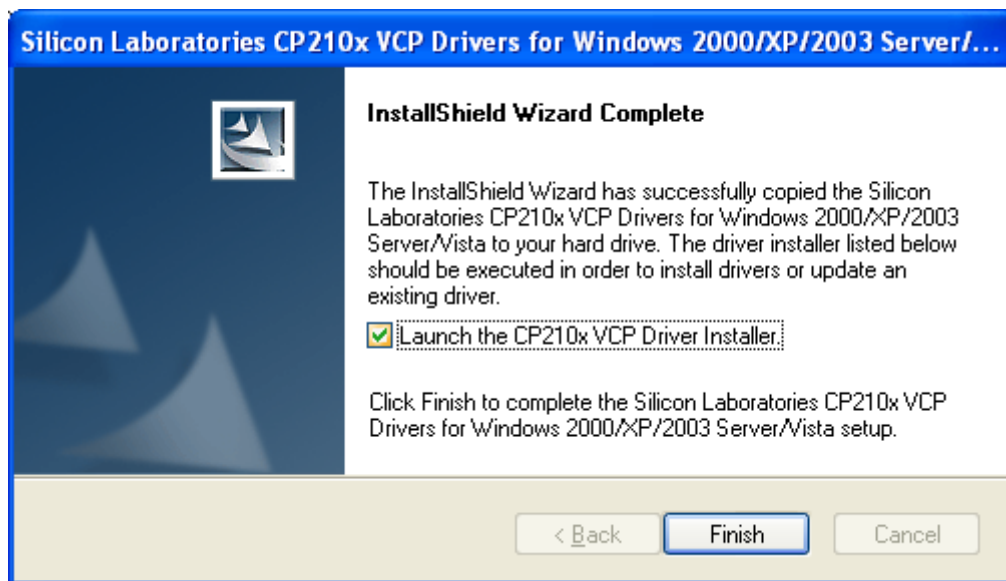 Silicon Laboratories CP210x VCP Drivers for Windows 2000/XP/2003 Server/...
InstallShield Wizard Complete
The InstallShield Wizard has successfully copied the Silicon
Laboratories CP210x VCP Drivers for Windows 2000/XP/2003
Server/Vista to your hard drive. The driver installer listed below
should be executed in order to install drivers or update an
existing driver.
Launch the CP210x VCP Driver Installer.
Click Finish to complete the Silicon Laboratories CP210x VCP
Drivers for Windows 2000/XP/2003 Server/Vista setup.
< Back Finish Cancel